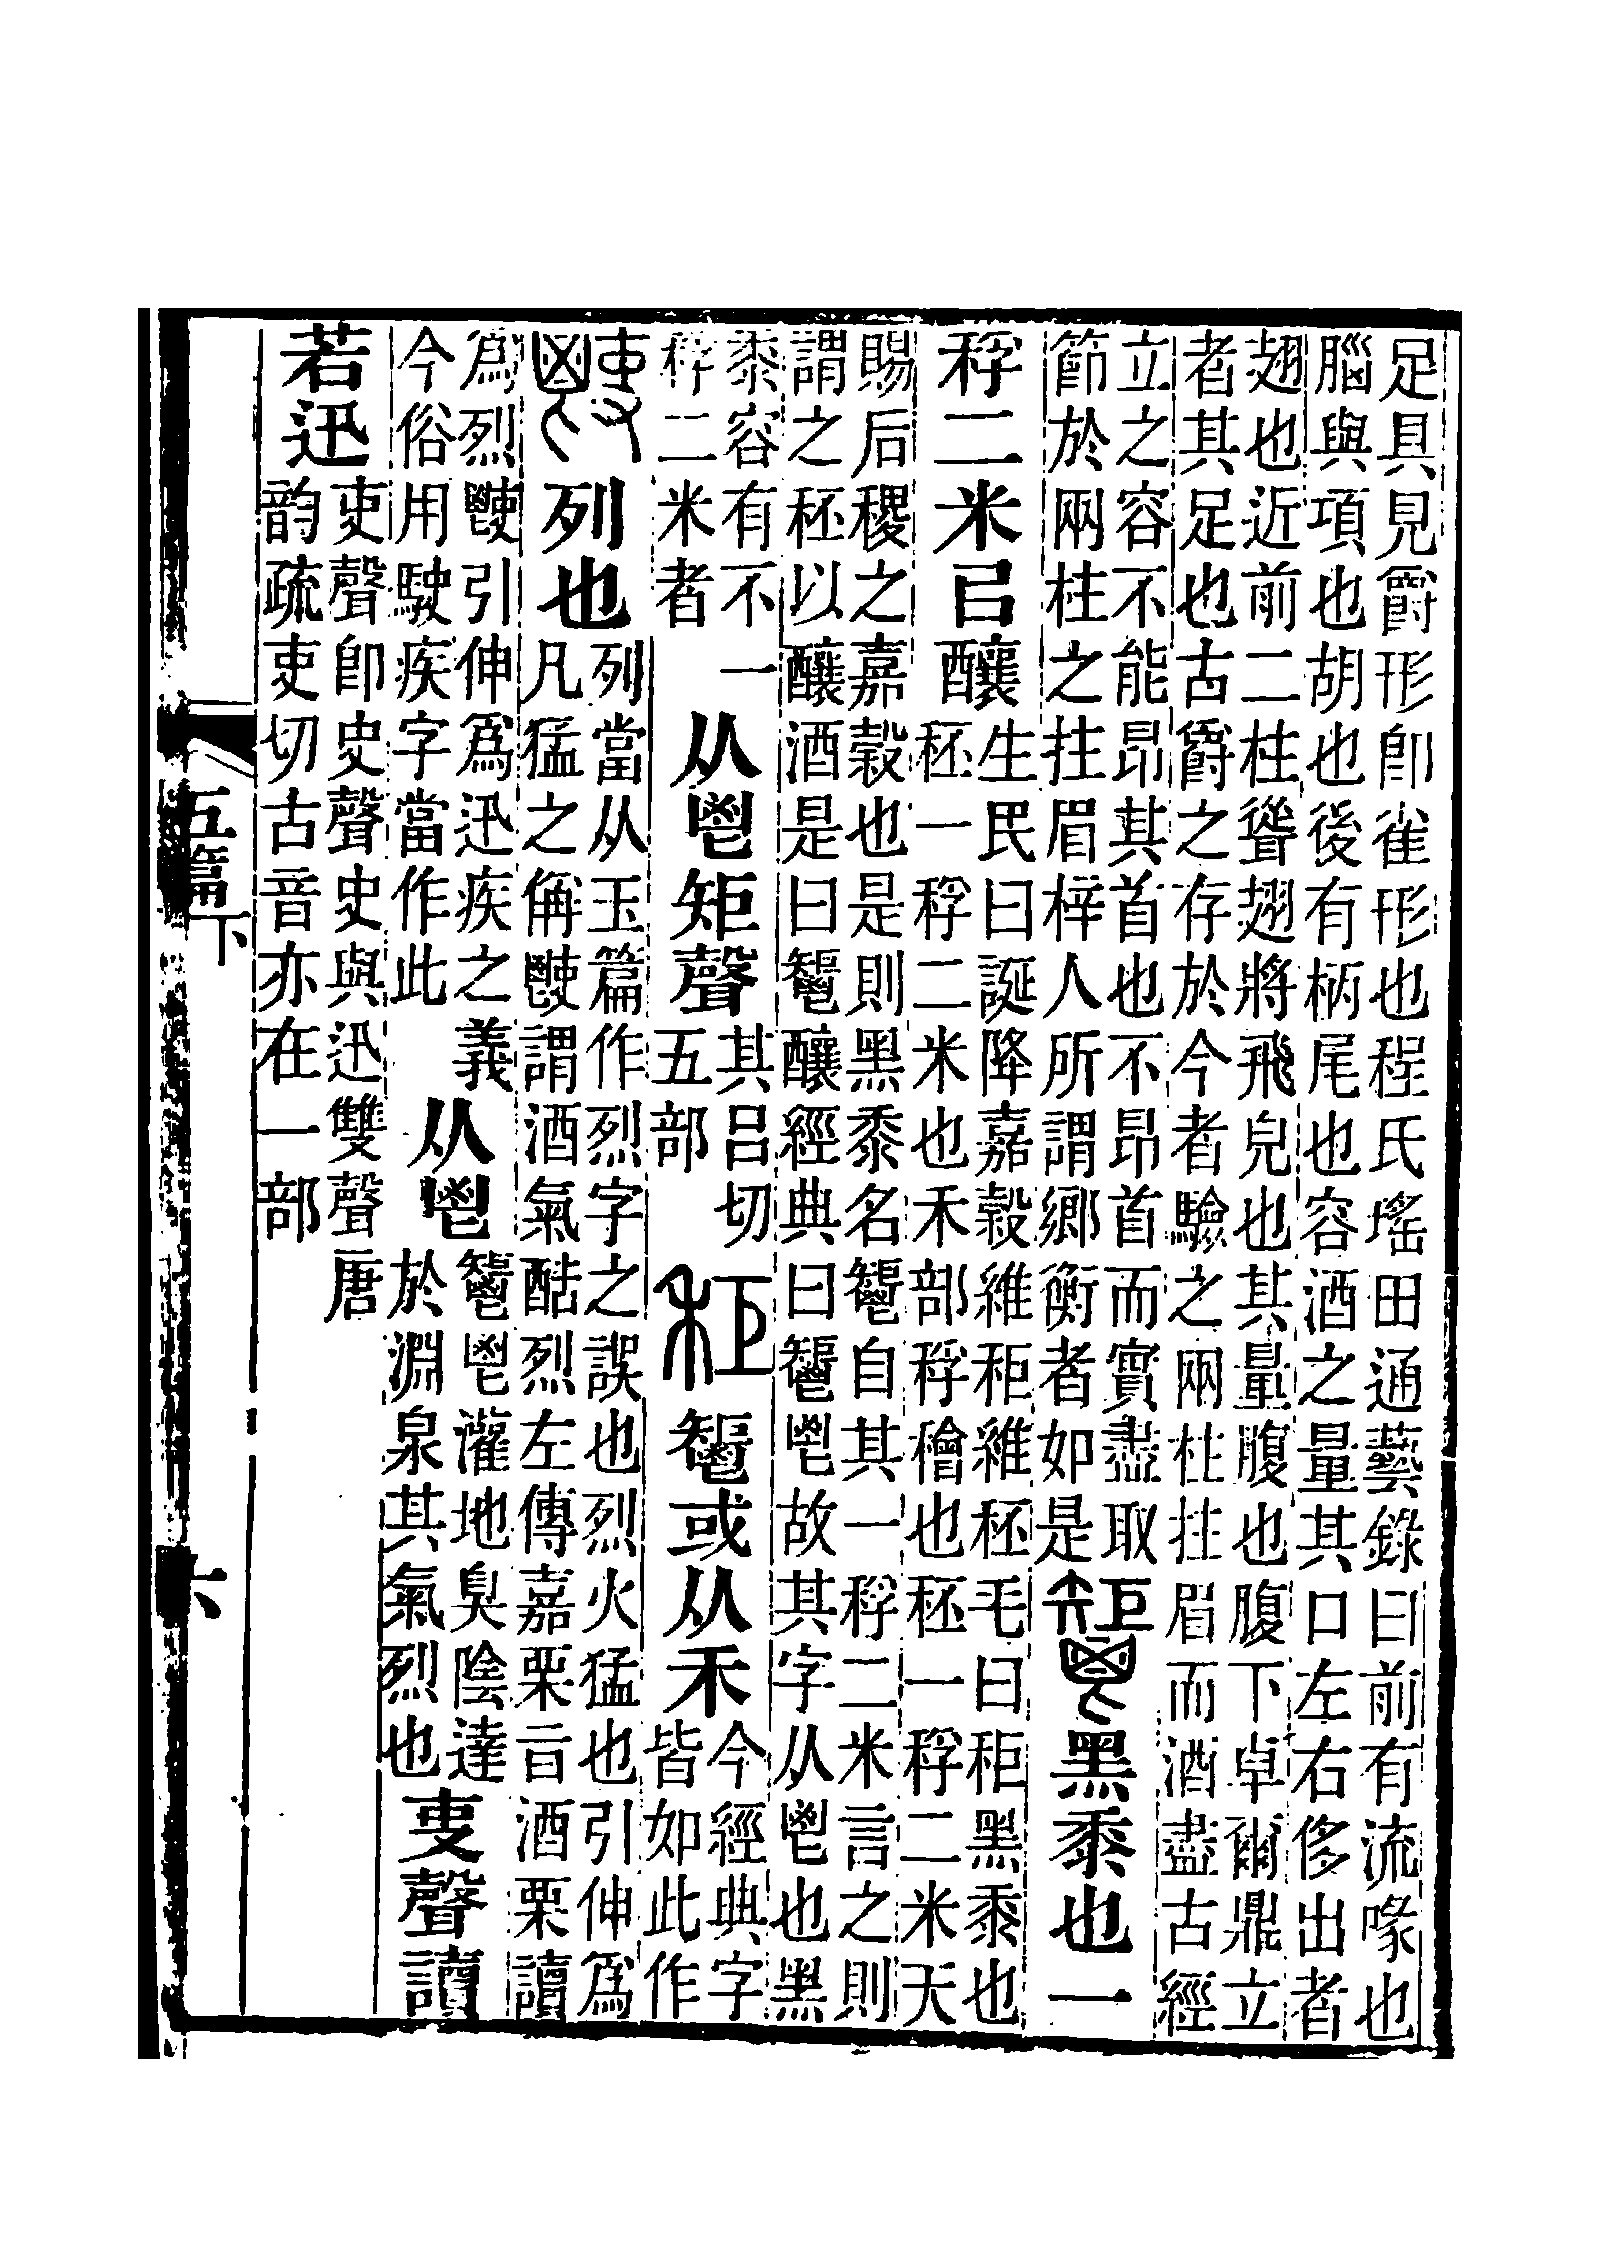 足具見爵形卽雀形也程氏瑤田通藝錄曰前有流喙也
腦與項也胡也後有柄尾也容酒之量其口左右侈出者
翅也近前二柱聳翅將飛皃也其量腹也腹下卓爾鼎立
者其足也古爵之存於今者驗之兩柱拄眉而酒盡古經
立之容不能昂其首也不昂首而實盡取
節於兩柱之拄眉梓人所謂鄉衡者如是
𩰤黑黍也一
稃二米㠯釀
生民曰誕降嘉穀維秬維秠毛曰秬黑黍也
秠一稃二米也禾部稃䅳也秠一稃二米天
賜后稷之嘉穀也是則黑黍名𩰤自其一稃二米言之則
謂之秠以釀酒是曰𩰤釀經典曰𩰤鬯故其字从鬯也黑
黍容有不一
稃二米者
从鬯矩聲
其呂切
五部
秬𩰤或从禾
今經典字
皆如此作
𩰥列也
列當从玉篇作烈字之誤也烈火猛也引伸爲
凡猛之偁𩰥謂酒氣酷烈左傳嘉栗旨酒栗讀
爲烈𩰥引伸爲迅疾之義
今俗用駛疾字當作此
从鬯
𩰤鬯灌地臭陰達
於淵泉其氣烈也
吏聲讀
若迅
吏聲卽史聲史與迅雙聲唐
韵疏吏切古音亦在一部
五篇下
六